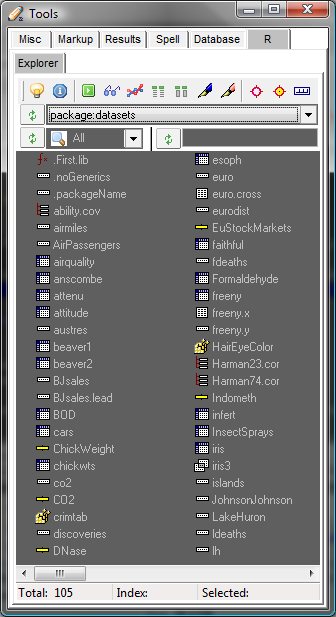 Tools
Misc Markup Results Spell Database R
Explorer
package:datasets
All
.First.lib
.noGenerics
.packageName
ability.cov
airmiles
AirPassengers
airquality
anscombe
attenu
attitude
austres
beaver1
beaver2
BJsales
BJsales.lead
BOD
cars
ChickWeight
chickwts
co2
CO2
crimtab
discoveries
DNase
esoph
euro
euro.cross
eurodist
EuStockMarkets
faithful
fdeaths
Formaldehyde
freeny
freeny.x
freeny.y
HairEyeColor
Harman23.cor
Harman74.cor
Indometh
infert
InsectSprays
iris
iris3
islands
JohnsonJohnson
LakeHuron
ldeaths
lh
Total: 105 Index: Selected: